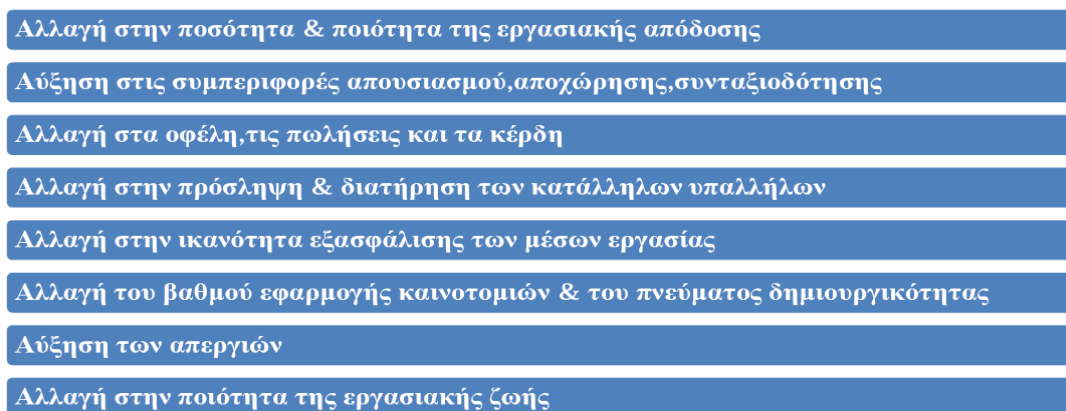 Αλλαγή στην ποσότητα & ποιότητα της εργασιακής απόδοσης
Αύξηση στις συμπεριφορές απουσιασμού,αποχώρησης,συνταξιοδότησης
Αλλαγή στα οφέλη,τις πωλήσεις και τα κέρδη
Αλλαγή στην πρόσληψη & διατήρηση των κατάλληλων υπαλλήλων
Αλλαγή στην ικανότητα εξασφάλισης των μέσων εργασίας
Αλλαγή του βαθμού εφαρμογής καινοτομιών & του πνεύματος δημιουργικότητας
Αύξηση των απεργιών
Αλλαγή στην ποιότητα της εργασιακής ζωής